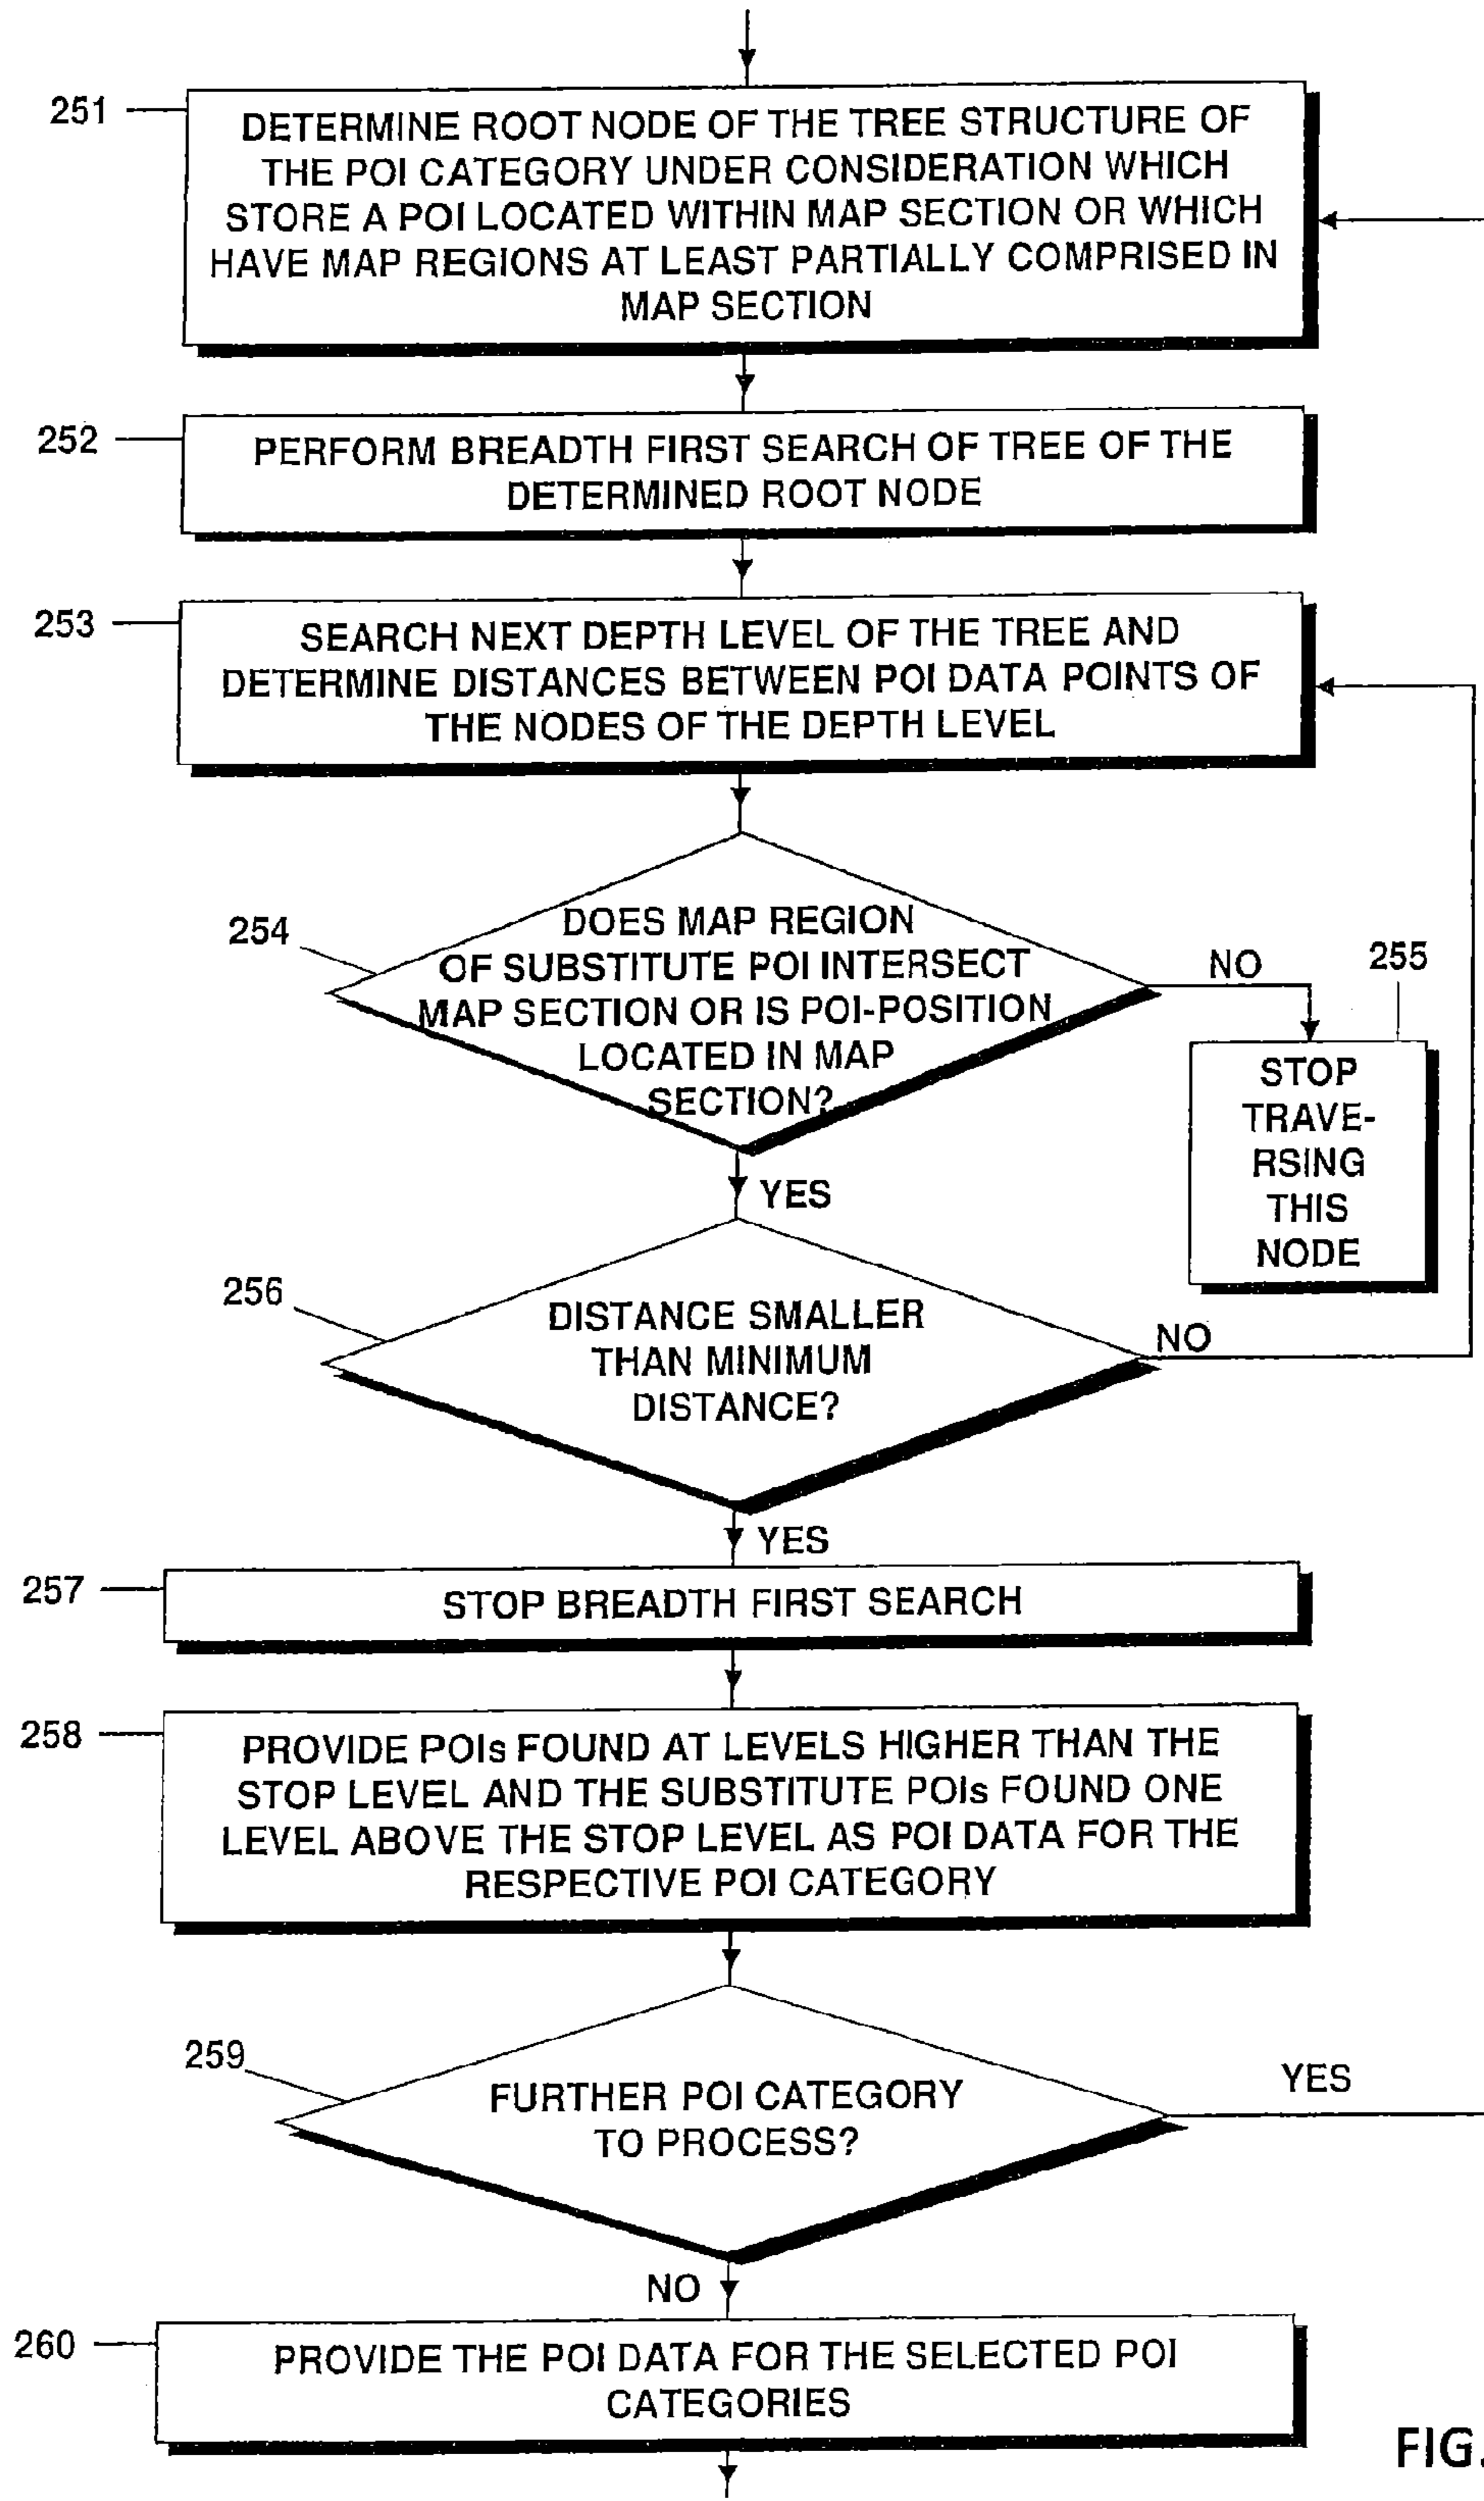 251
DETERMINE ROOT NODE OF THE TREE STRUCTURE OF
THE POI CATEGORY UNDER CONSIDERATION WHICH
STORE A POI LOCATED WITHIN MAP SECTION OR WHICH
HAVE MAP REGIONS AT LEAST PARTIALLY COMPRISED IN
MAP SECTION
252
PERFORM BREADTH FIRST SEARCH OF TREE OF THE
DETERMINED ROOT NODE
253
SEARCH NEXT DEPTH LEVEL OF THE TREE AND
DETERMINE DISTANCES BETWEEN POI DATA POINTS OF
THE NODES OF THE DEPTH LEVEL
254
DOES MAP REGION
OF SUBSTITUTE POI INTERSECT
MAP SECTION OR IS POI-POSITION
LOCATED IN MAP
SECTION?
NO
255
STOP
TRAVE-
RSING
THIS
NODE
YES
256
DISTANCE SMALLER
THAN MINIMUM
DISTANCE?
NO
YES
257
STOP BREADTH FIRST SEARCH
258
PROVIDE POIs FOUND AT LEVELS HIGHER THAN THE
STOP LEVEL AND THE SUBSTITUTE POIs FOUND ONE
LEVEL ABOVE THE STOP LEVEL AS POI DATA FOR THE
RESPECTIVE POI CATEGORY
259
FURTHER POI CATEGORY
TO PROCESS?
YES
NO
260
PROVIDE THE POI DATA FOR THE SELECTED POI
CATEGORIES
FIG.